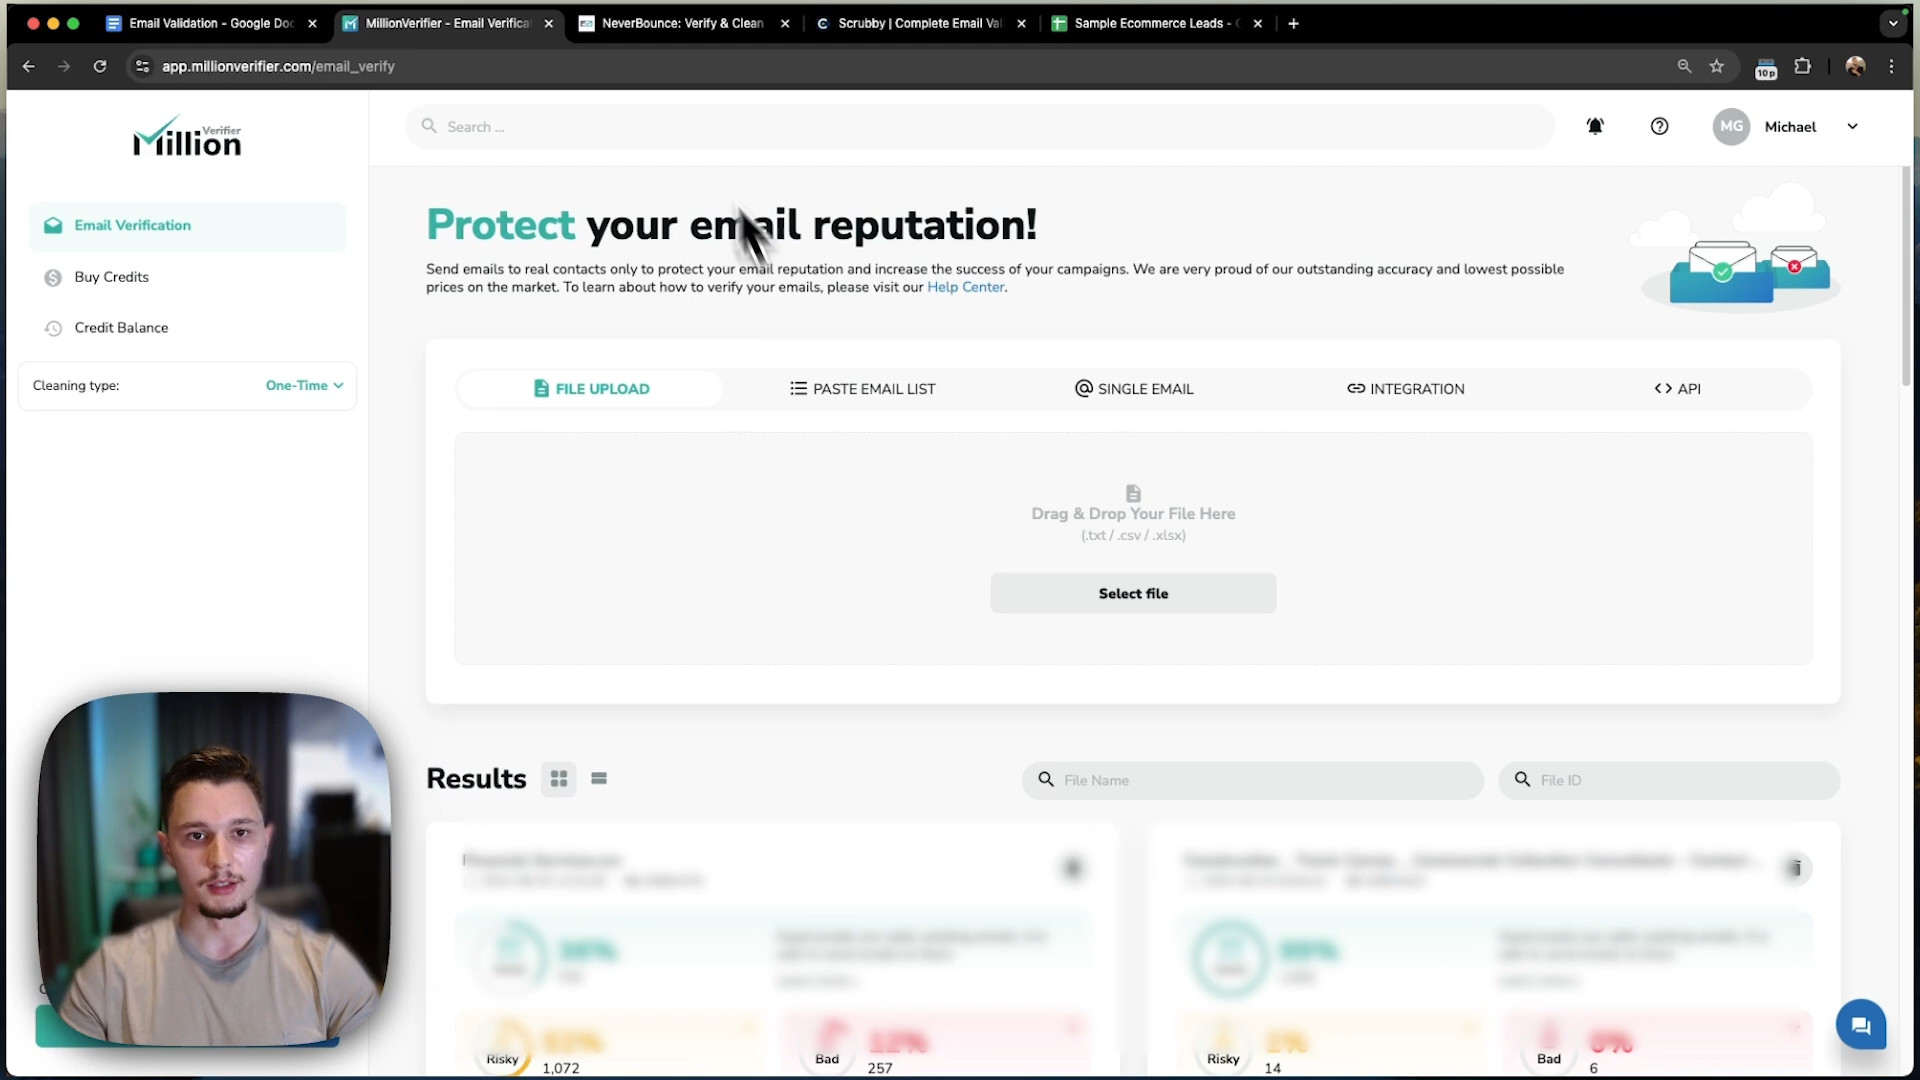 Email Validation - Google Doc
MillionVerifier - Email Verifica
NeverBounce: Verify & Clean
Scrubby | Complete Email Val
Sample Ecommerce Leads - G
app.millionverifier.com/email_verify
10 p
Million Verifier
Search ...
MG
Michael
Email Verification
Buy Credits
Credit Balance
Cleaning type:
One-Time
Protect your email reputation!
Send emails to real contacts only to protect your email reputation and increase the success of your campaigns. We are very proud of our outstanding accuracy and lowest possible
prices on the market. To learn about how to verify your emails, please visit our Help Center.
FILE UPLOAD
PASTE EMAIL LIST
SINGLE EMAIL
INTEGRATION
API
Drag & Drop Your File Here
(.txt / .csv / .xlsx)
Select file
Results
File Name
File ID
Risky
1,072
Bad
257
Risky
14
Bad
6